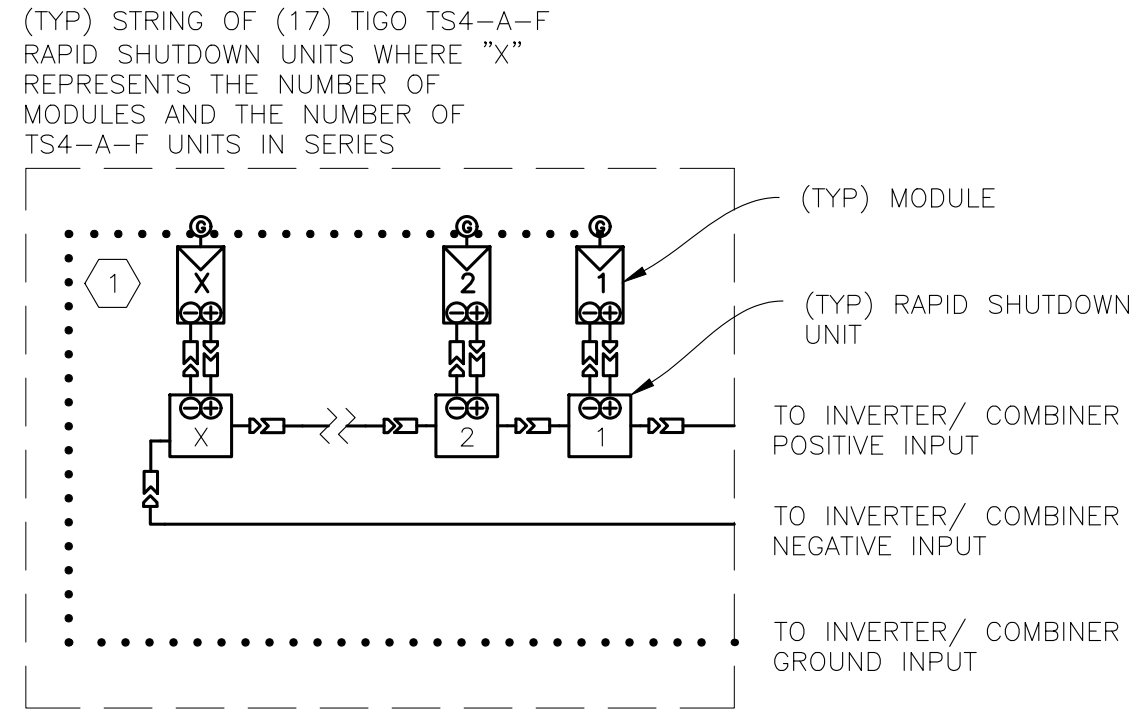 (TYP) STRING OF (17) TIGO TS4-A-F
RAPID SHUTDOWN UNITS WHERE "X"
REPRESENTS THE NUMBER OF
MODULES AND THE NUMBER OF
TS4-A-F UNITS IN SERIES
(TYP) MODULE
G G G
1
X 2 1
- + - + - +
(TYP) RAPID SHUTDOWN
UNIT
- + - + - +
X 2 1
TO INVERTER/ COMBINER
POSITIVE INPUT
TO INVERTER/ COMBINER
NEGATIVE INPUT
TO INVERTER/ COMBINER
GROUND INPUT